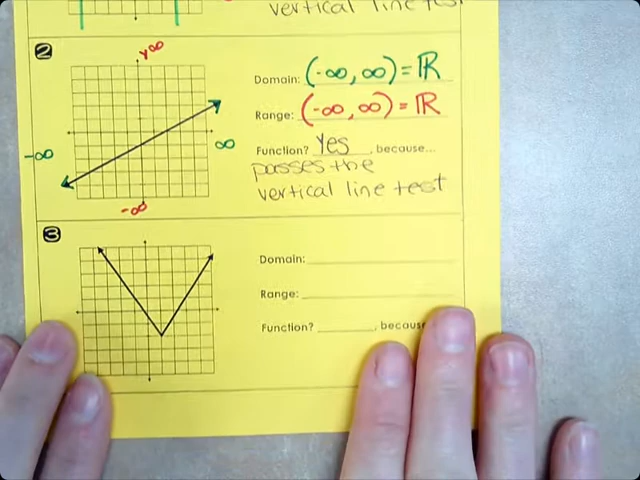 vertical line test
2
y∞
Domain: (-∞, ∞) = ℝ
Range: (-∞, ∞) = ℝ
-∞
∞
Function? Yes, because...
passes the
vertical line test
-∞
3
Domain:
Range:
Function? , because